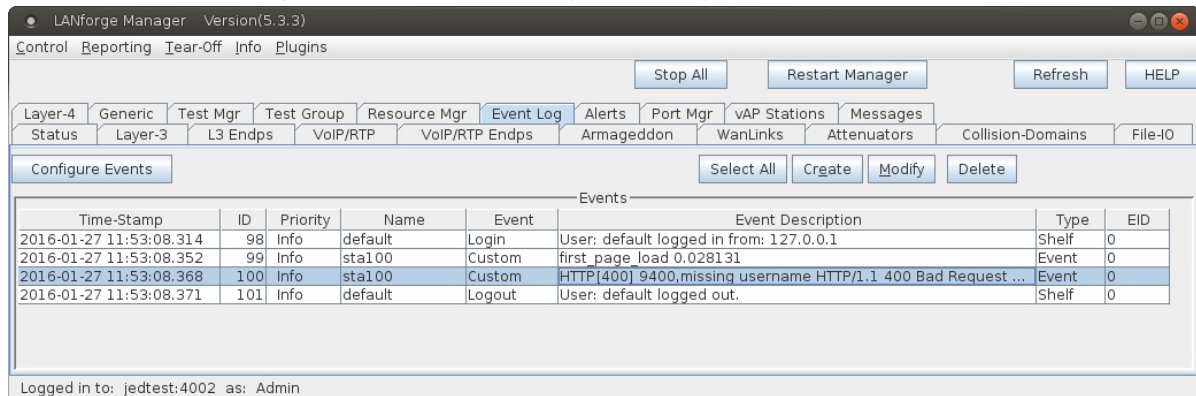 LANforge Manager Version(5.3.3)
Control Reporting Tear-Off Info Plugins
Stop All Restart Manager Refresh HELP
Layer-4 Generic Test Mgr Test Group Resource Mgr Event Log Alerts Port Mgr vAP Stations Messages
Status Layer-3 L3 Endps VoIP/RTP VoIP/RTP Endps Armageddon WanLinks Attenuators Collision-Domains File-IO
Configure Events Select All Create Modify Delete
Events
Time-Stamp ID Priority Name Event Event Description Type EID
2016-01-27 11:53:08.314 98 Info default Login User: default logged in from: 127.0.0.1 Shelf 0
2016-01-27 11:53:08.352 99 Info sta100 Custom first_page_load 0.028131 Event 0
2016-01-27 11:53:08.368 100 Info sta100 Custom HTTP[400] 9400,missing username HTTP/1.1 400 Bad Request ... Event 0
2016-01-27 11:53:08.371 101 Info default Logout User: default logged out. Shelf 0
Logged in to: jedtest:4002 as: Admin